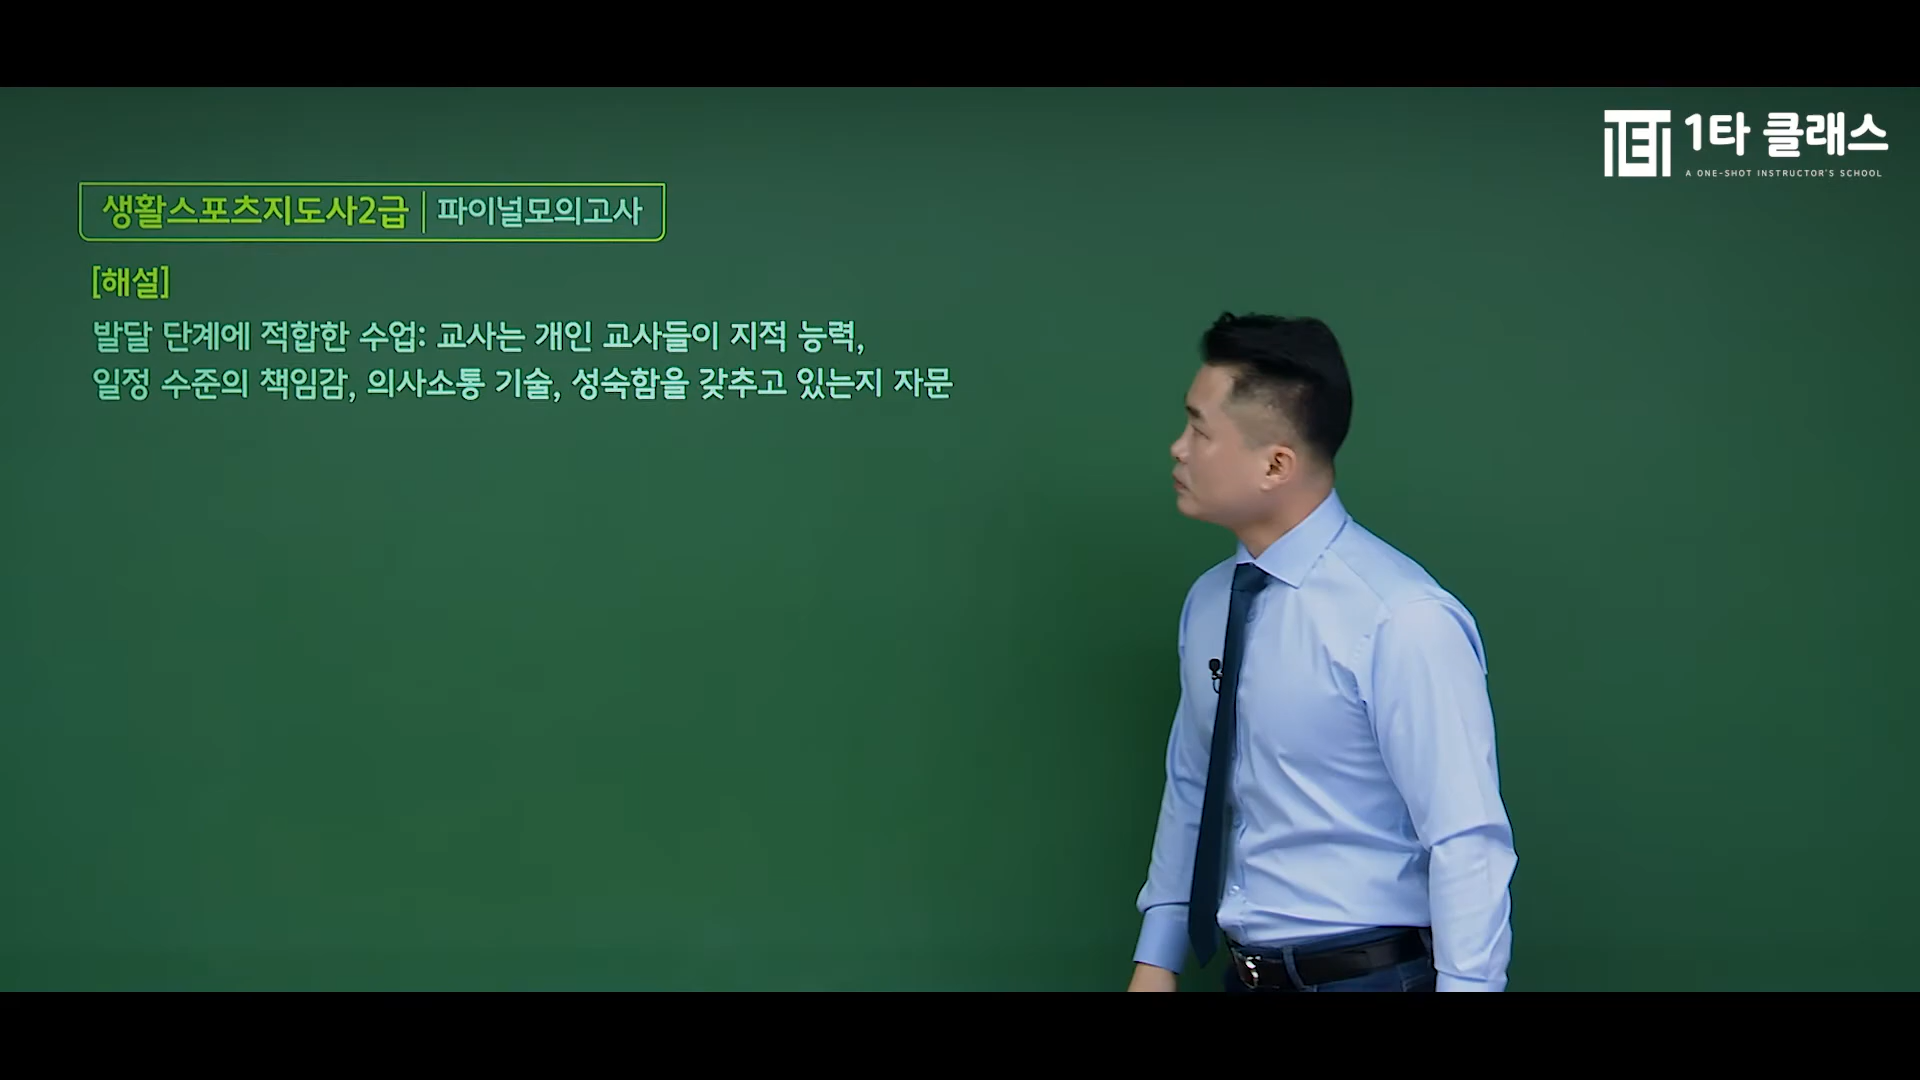 1타 클래스
A ONE-SHOT INSTRUCTOR'S SCHOOL
생활스포츠지도사2급 | 파이널모의고사
[해설]
발달 단계에 적합한 수업: 교사는 개인 교사들이 지적 능력,
일정 수준의 책임감, 의사소통 기술, 성숙함을 갖추고 있는지 자문